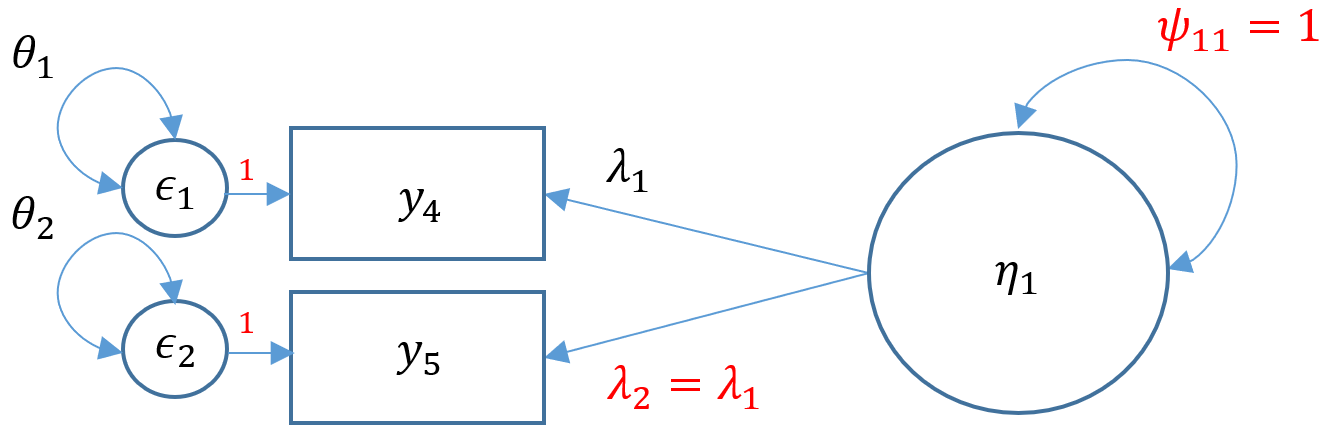 ψ₁₁ = 1
θ₁
ϵ₁
1
y₄
λ₁
θ₂
η₁
ϵ₂
1
y₅
λ₂ = λ₁